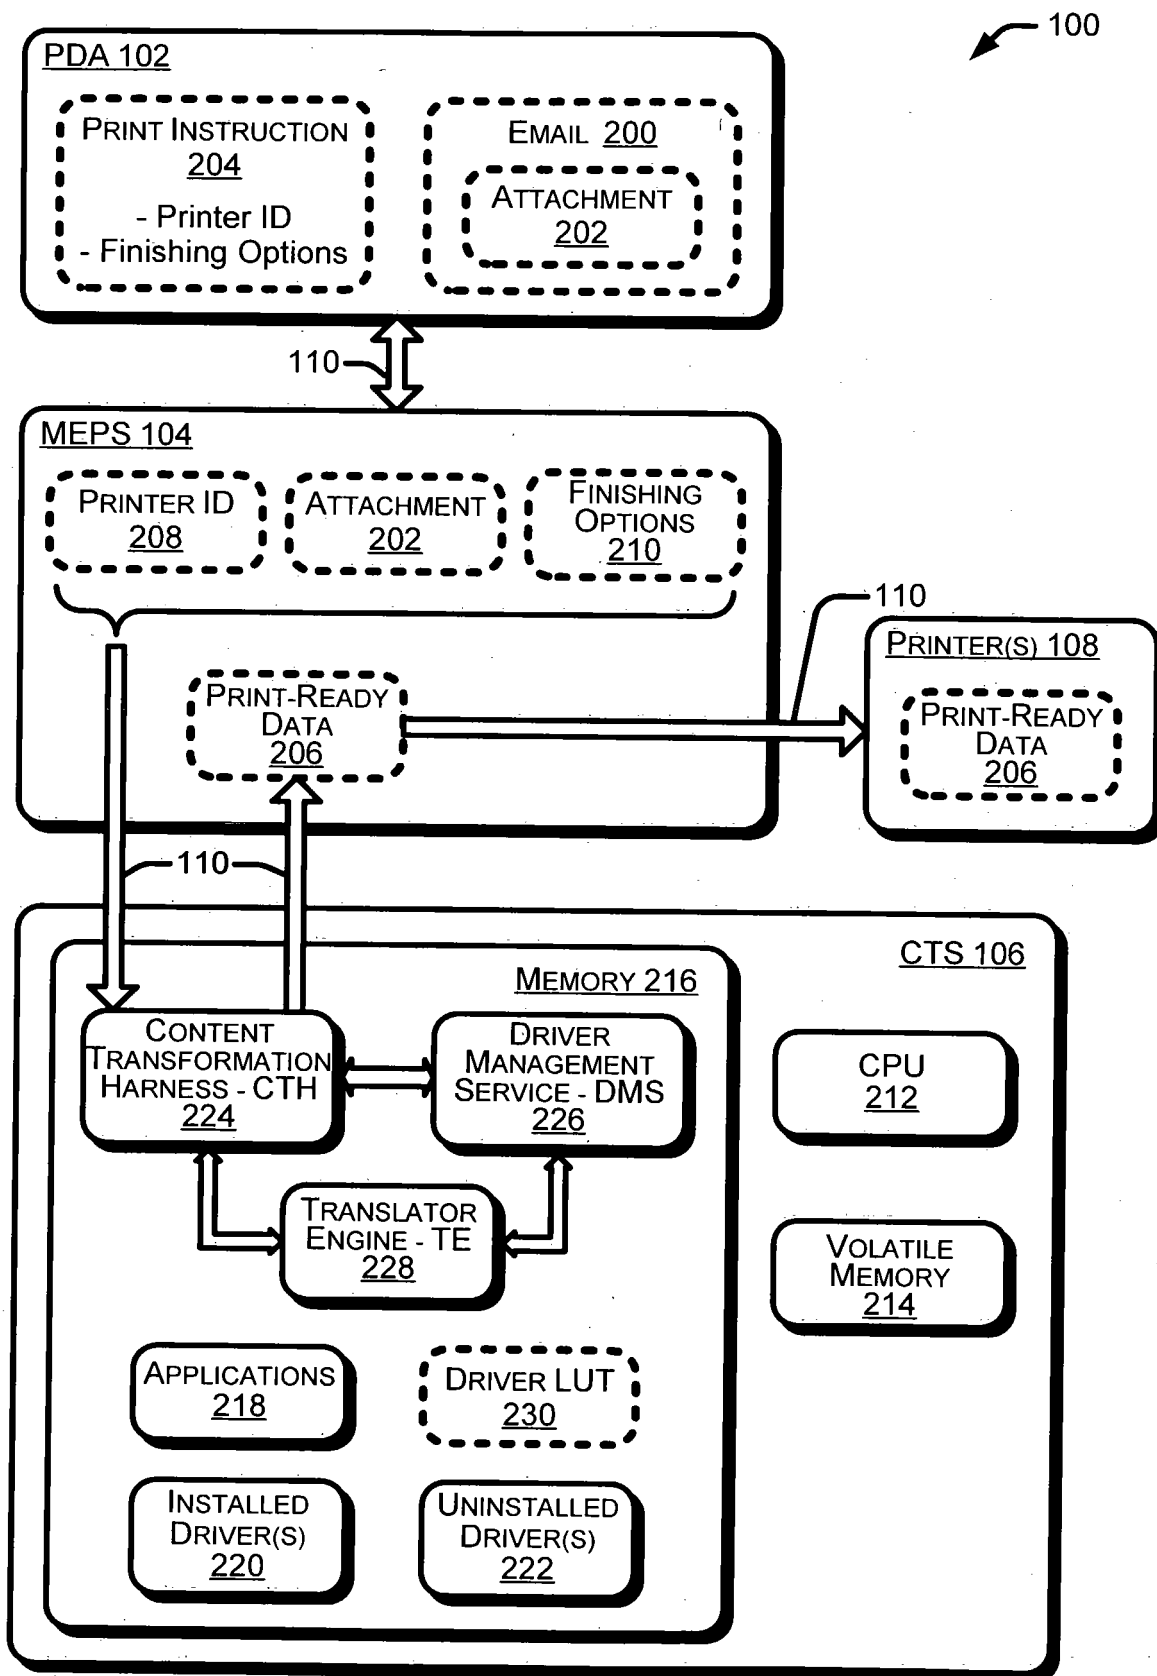 100
PDA 102
PRINT INSTRUCTION
204
- Printer ID
- Finishing Options
EMAIL 200
ATTACHMENT
202
110
MEPS 104
PRINTER ID
208
ATTACHMENT
202
FINISHING
OPTIONS
210
110
PRINTER(S) 108
PRINT-READY
DATA
206
PRINT-READY
DATA
206
110
CTS 106
MEMORY 216
CONTENT
TRANSFORMATION
HARNESS - CTH
224
DRIVER
MANAGEMENT
SERVICE - DMS
226
CPU
212
TRANSLATOR
ENGINE - TE
228
VOLATILE
MEMORY
214
APPLICATIONS
218
DRIVER LUT
230
INSTALLED
DRIVER(S)
220
UNINSTALLED
DRIVER(S)
222